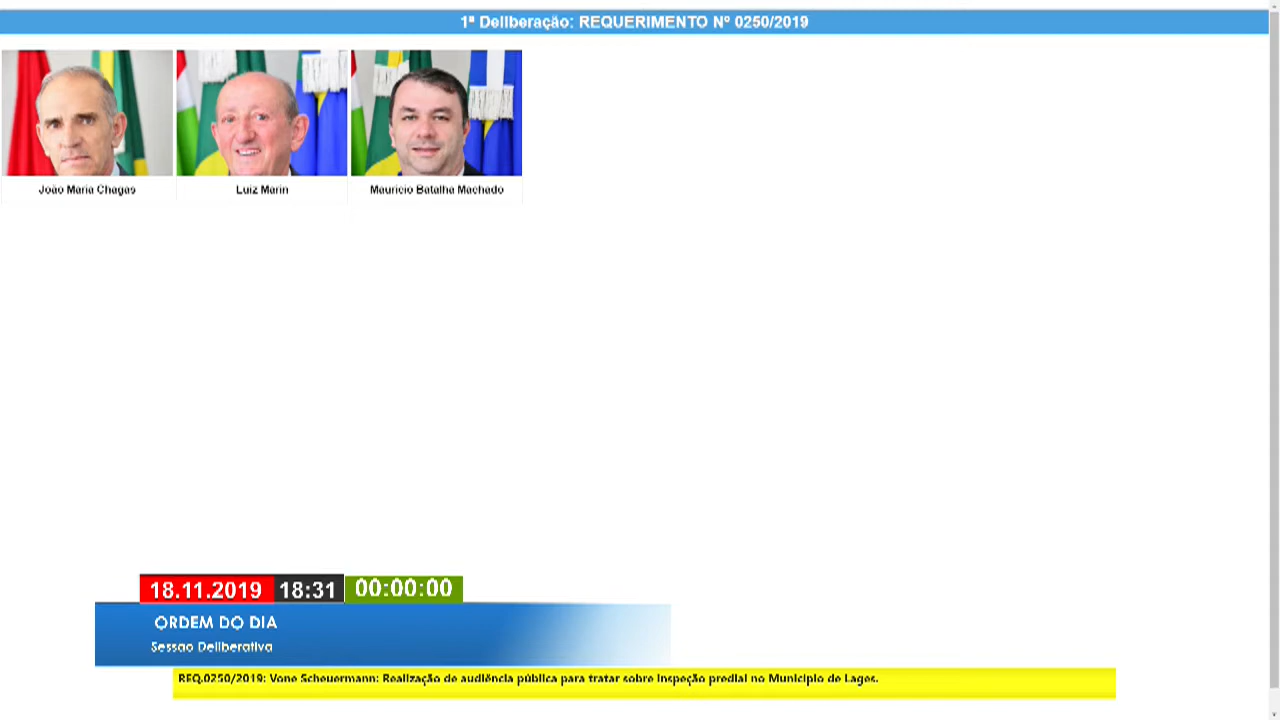 1ª Deliberação: REQUERIMENTO Nº 0250/2019
João Maria Chagas
Luiz Marin
Mauricio Batalha Machado
18.11.2019 18:31 00:00:00
ORDEM DO DIA
Sessao Deliberativa
REQ.0250/2019: Vone Scheuermann: Realização de audiência pública para tratar sobre inspeção predial no Municipio de Lages.